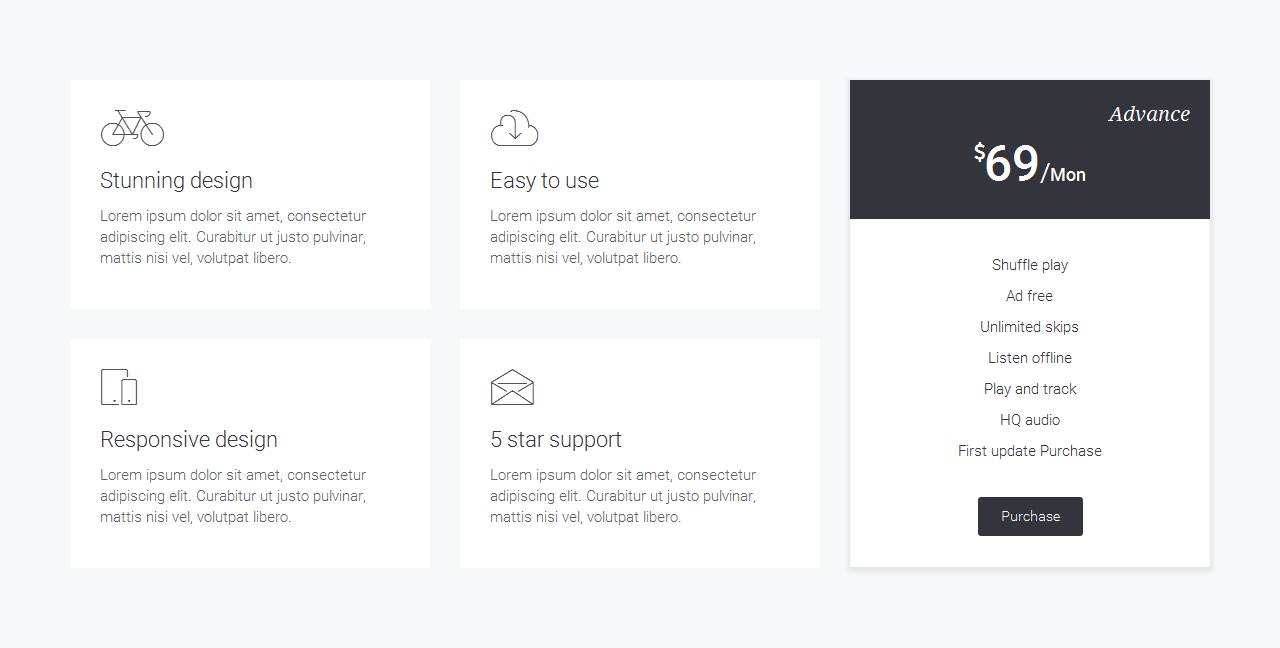 Stunning design
Lorem ipsum dolor sit amet, consectetur
adipiscing elit. Curabitur ut justo pulvinar,
mattis nisi vel, volutpat libero.
Easy to use
Lorem ipsum dolor sit amet, consectetur
adipiscing elit. Curabitur ut justo pulvinar,
mattis nisi vel, volutpat libero.
Responsive design
Lorem ipsum dolor sit amet, consectetur
adipiscing elit. Curabitur ut justo pulvinar,
mattis nisi vel, volutpat libero.
5 star support
Lorem ipsum dolor sit amet, consectetur
adipiscing elit. Curabitur ut justo pulvinar,
mattis nisi vel, volutpat libero.
Advance
$69/Mon
Shuffle play
Ad free
Unlimited skips
Listen offline
Play and track
HQ audio
First update Purchase
Purchase